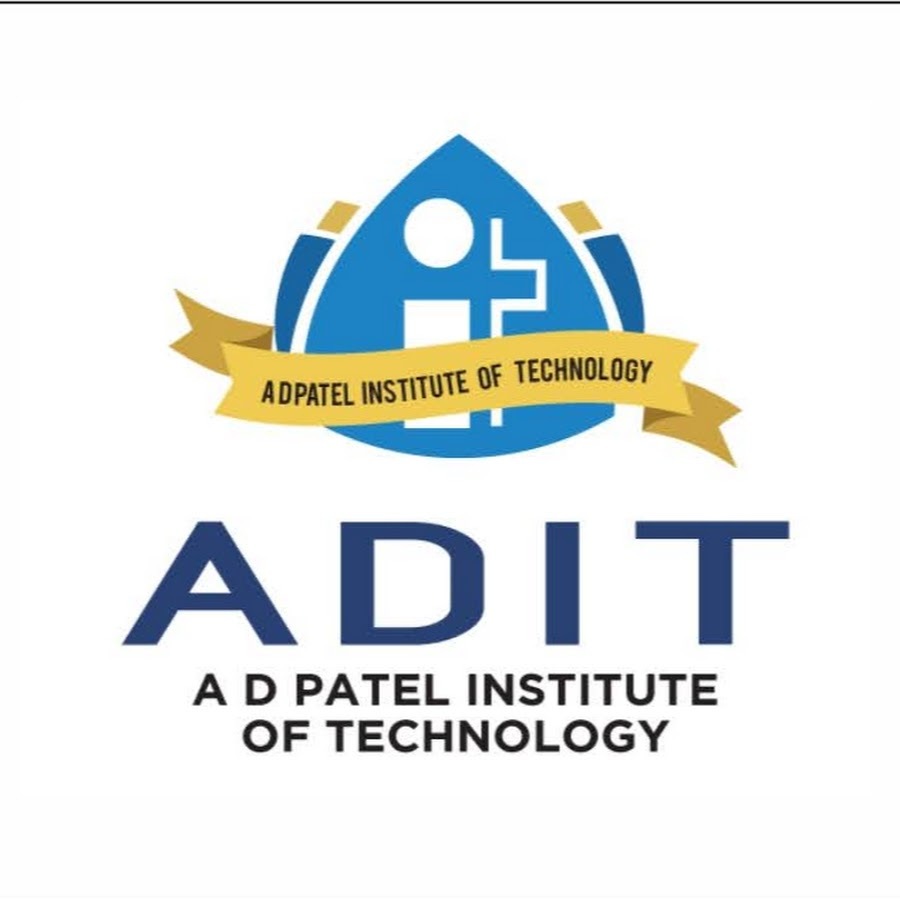 ADPATEL INSTITUTE OF TECHNOLOGY
ADIT
A D PATEL INSTITUTE
OF TECHNOLOGY